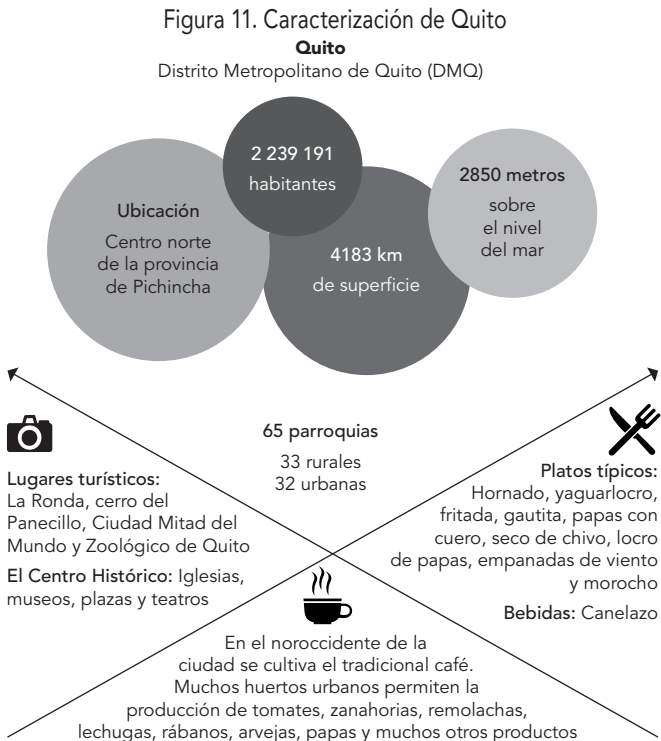 Figura 11. Caracterización de Quito
Quito
Distrito Metropolitano de Quito (DMQ)
2 239 191
habitantes
Ubicación
Centro norte
de la provincia
de Pichincha
4183 km
de superficie
2850 metros
sobre
el nivel
del mar
65 parroquias
33 rurales
32 urbanas
Lugares turísticos:
La Ronda, cerro del
Panecillo, Ciudad Mitad del
Mundo y Zoológico de Quito
El Centro Histórico: Iglesias,
museos, plazas y teatros
Platos típicos:
Hornado, yaguarlocro,
fritada, gautita, papas con
cuero, seco de chivo, locro
de papas, empanadas de viento
y morocho
Bebidas: Canelazo
En el noroccidente de la
ciudad se cultiva el tradicional café.
Muchos huertos urbanos permiten la
producción de tomates, zanahorias, remolachas,
lechugas, rábanos, arvejas, papas y muchos otros productos